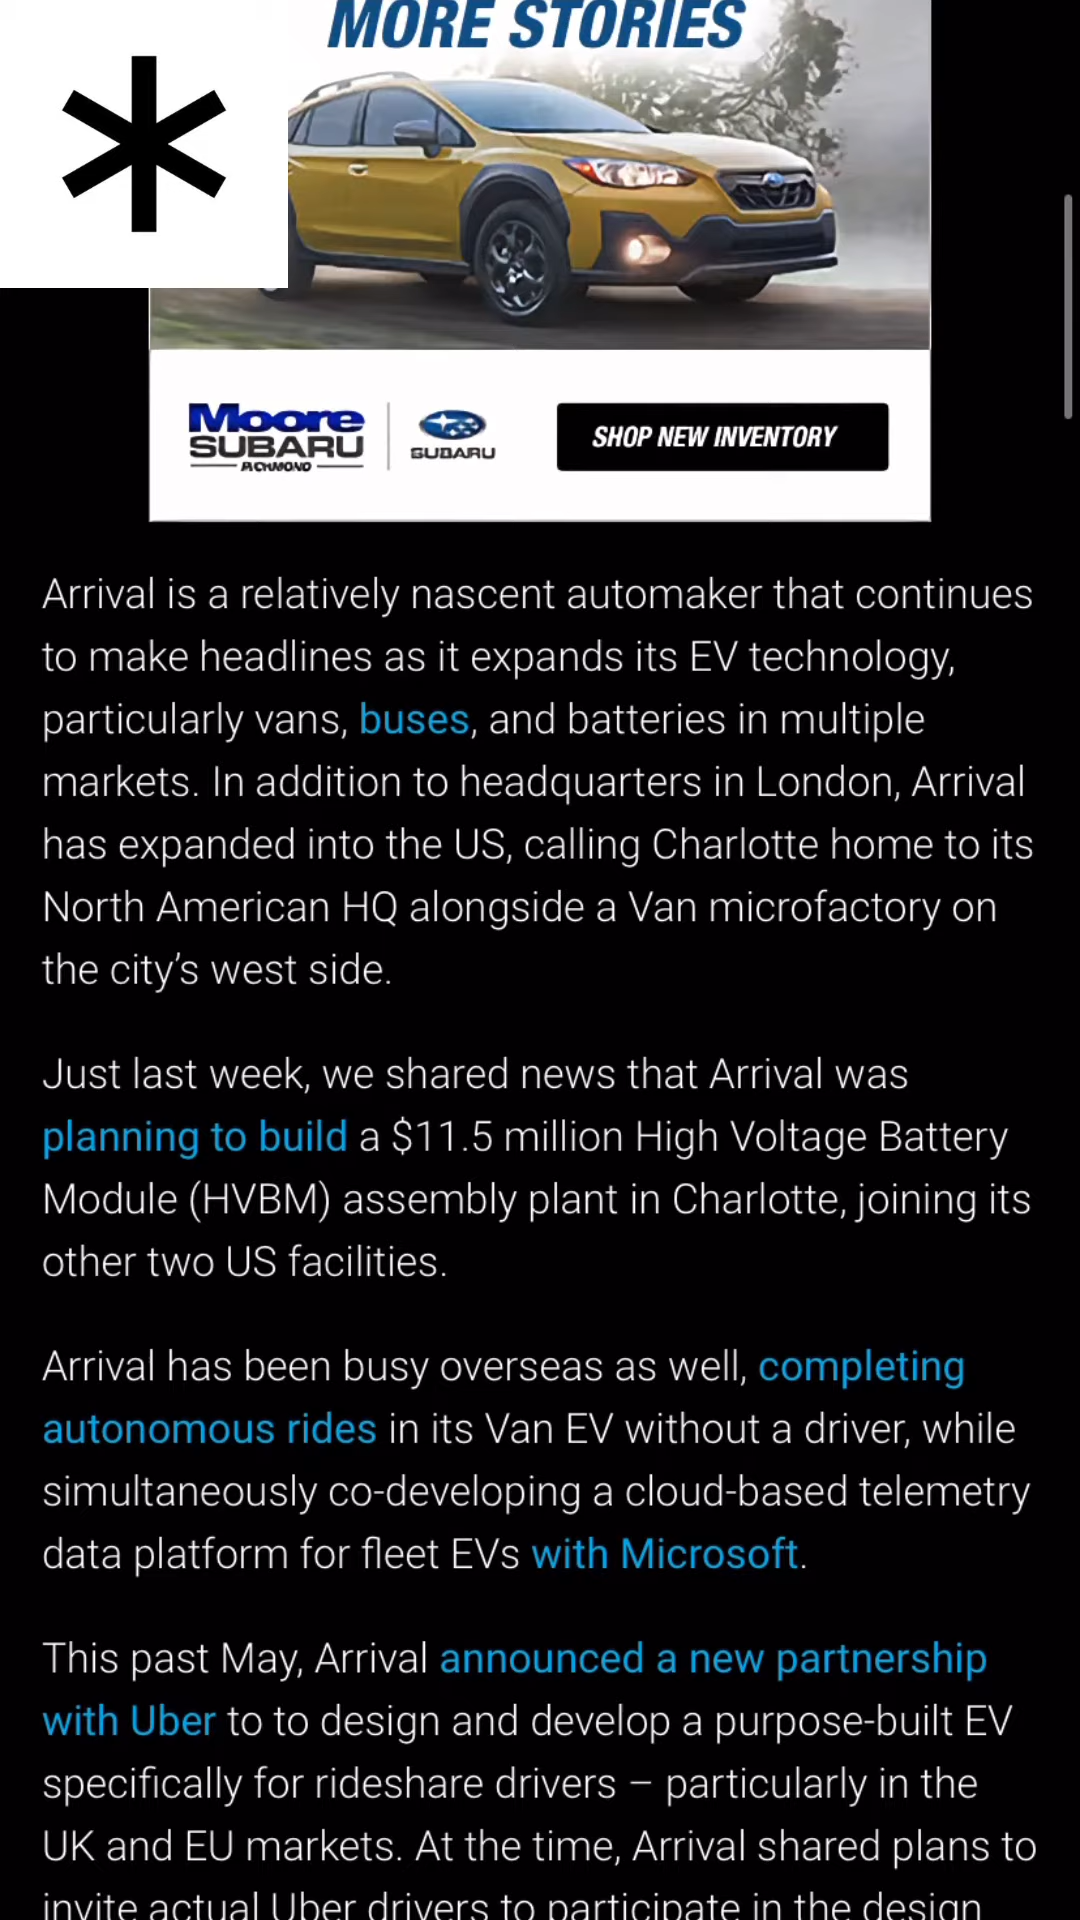 MORE STORIES
Moore
SUBARU
RICHMOND
SUBARU
SHOP NEW INVENTORY
Arrival is a relatively nascent automaker that continues
to make headlines as it expands its EV technology,
particularly vans, buses, and batteries in multiple
markets. In addition to headquarters in London, Arrival
has expanded into the US, calling Charlotte home to its
North American HQ alongside a Van microfactory on
the city’s west side.
Just last week, we shared news that Arrival was
planning to build a $11.5 million High Voltage Battery
Module (HVBM) assembly plant in Charlotte, joining its
other two US facilities.
Arrival has been busy overseas as well, completing
autonomous rides in its Van EV without a driver, while
simultaneously co-developing a cloud-based telemetry
data platform for fleet EVs with Microsoft.
This past May, Arrival announced a new partnership
with Uber to to design and develop a purpose-built EV
specifically for rideshare drivers – particularly in the
UK and EU markets. At the time, Arrival shared plans to
invite actual Uber drivers to participate in the design